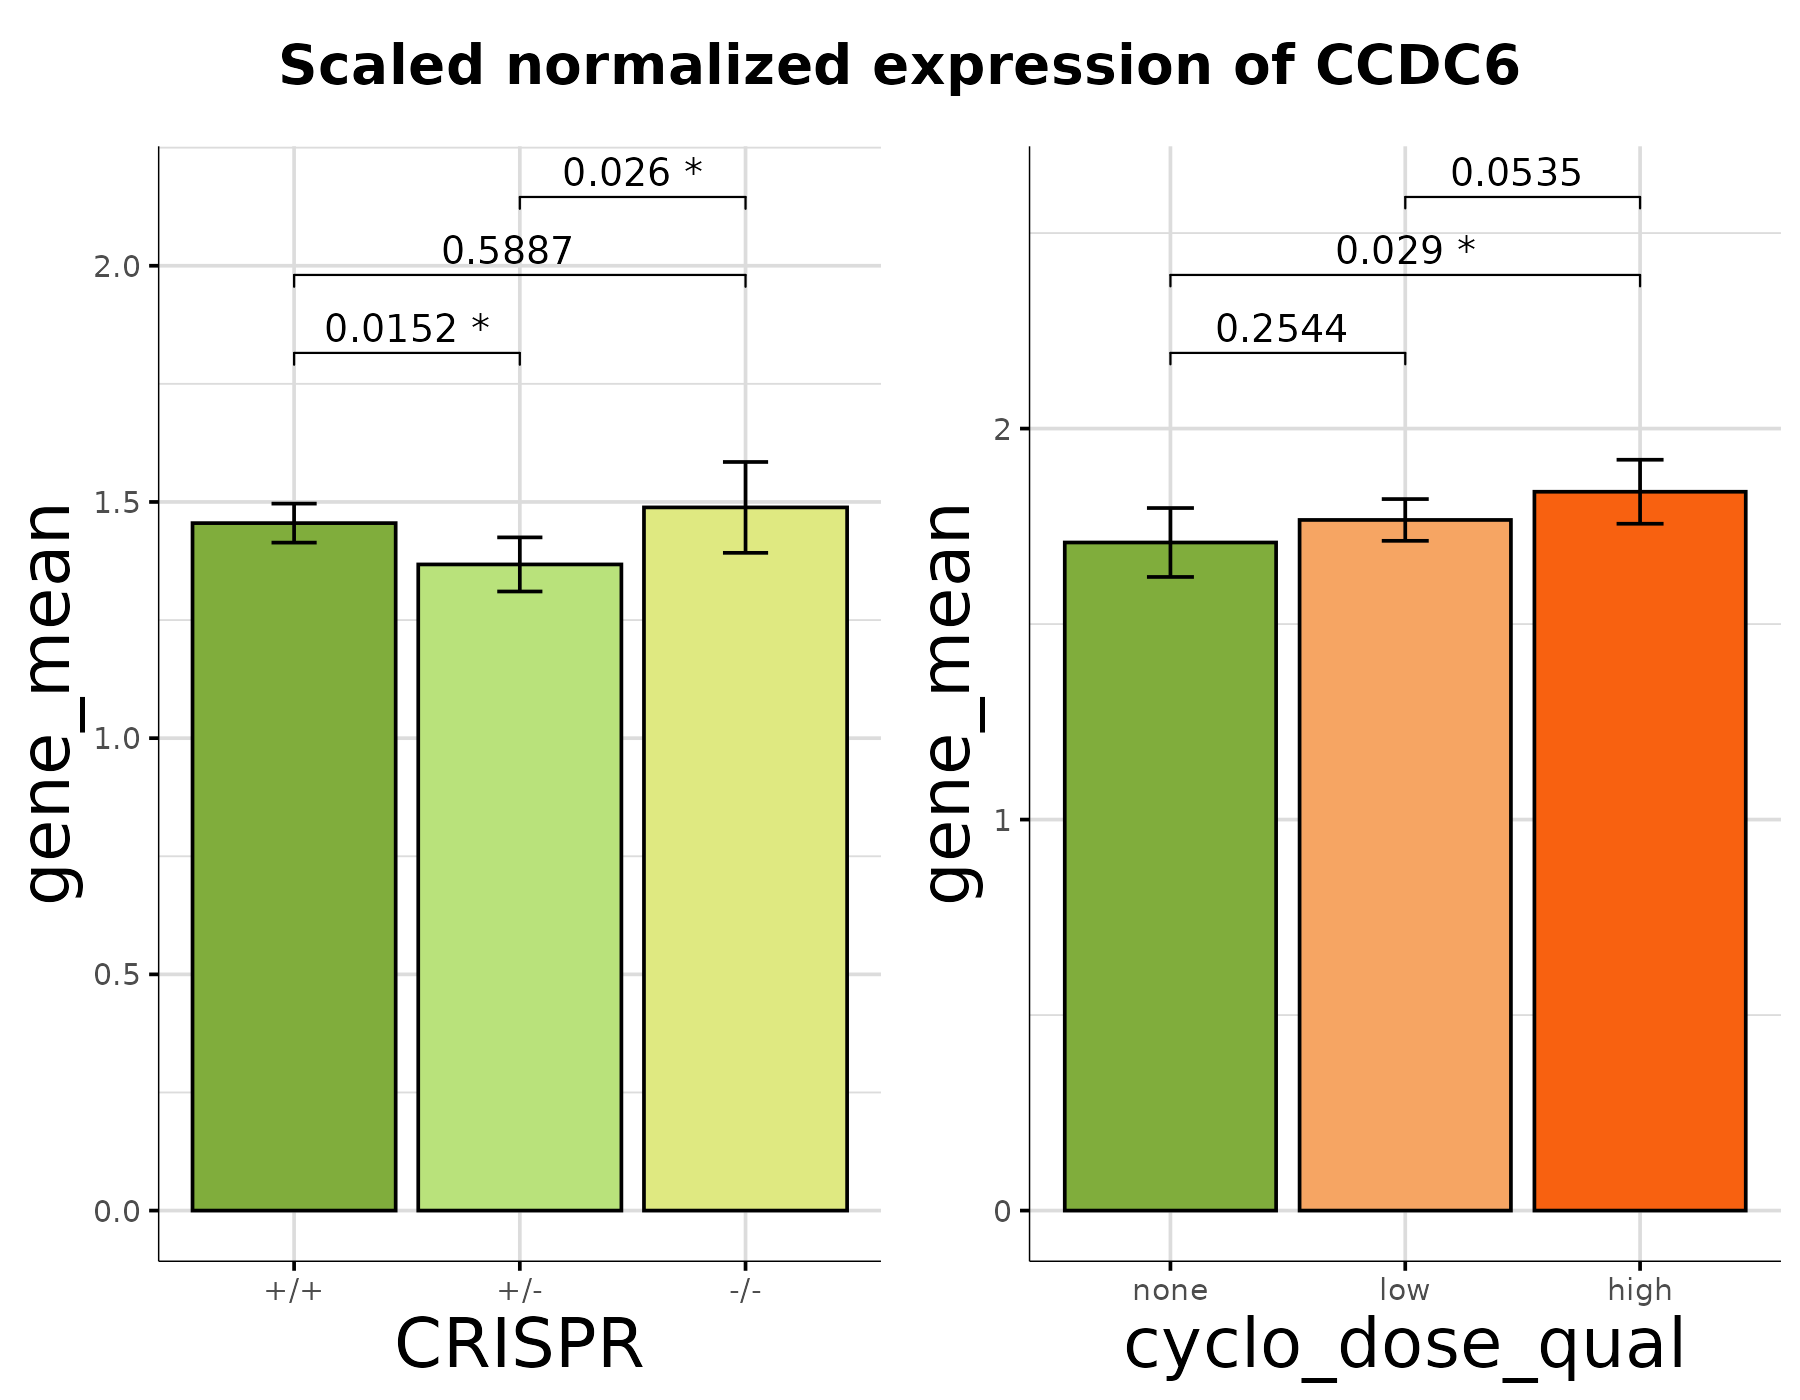 Scaled normalized expression of CCDC6
gene_mean
2.0
1.5
1.0
0.5
0.0
0.026 *
0.5887
0.0152 *
+/+ +/- -/-
CRISPR
gene_mean
2
1
0
0.0535
0.029 *
0.2544
none low high
cyclo_dose_qual